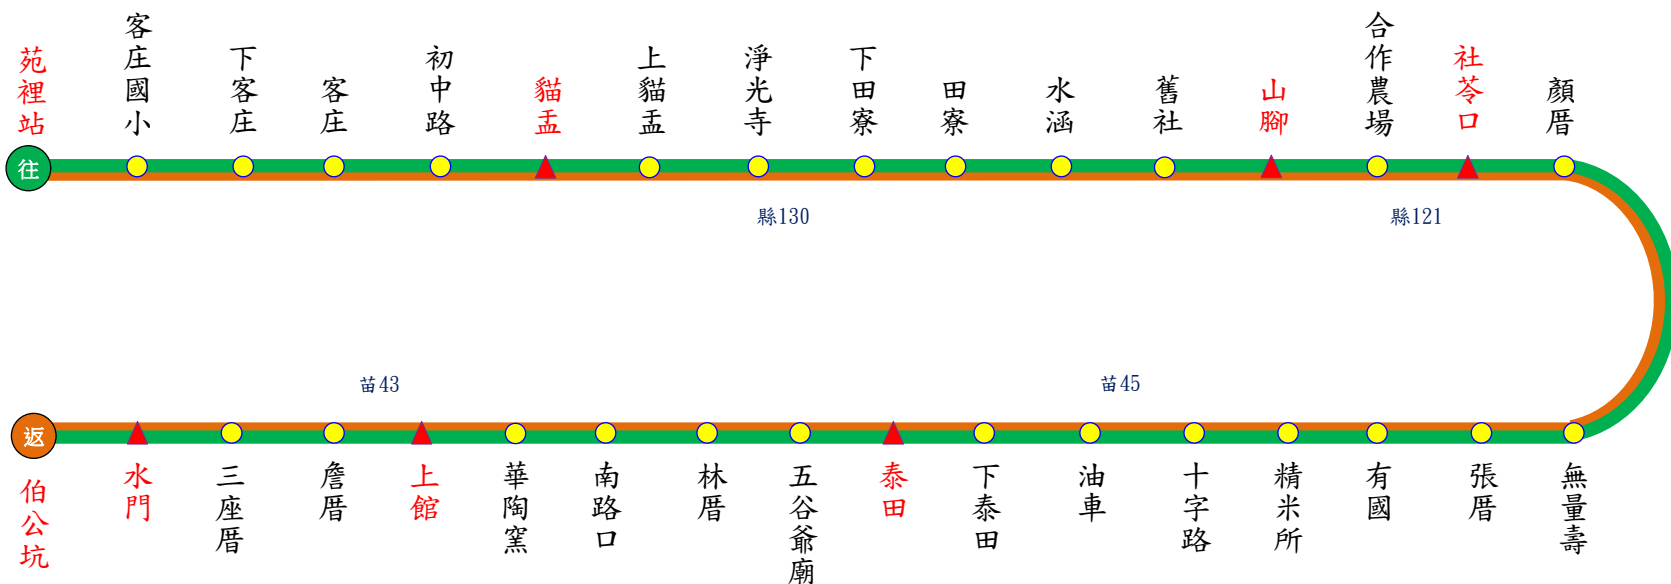 苑裡站
客庄國小
下客庄
客庄
初中路
貓盂
上貓盂
淨光寺
下田寮
田寮
水涵
舊社
山腳
合作農場
社苓口
顏厝
往
縣130
縣121
苗43
苗45
返
伯公坑
水門
三座厝
詹厝
上館
華陶窯
南路口
林厝
五谷爺廟
泰田
下泰田
油車
十字路
精米所
有國
張厝
無量壽